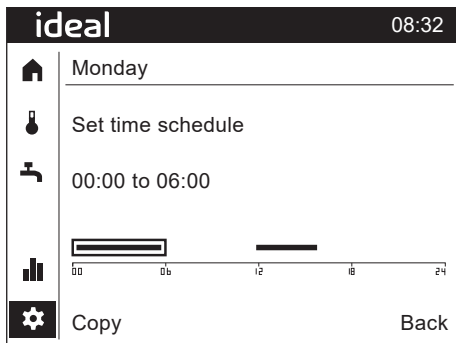 ideal 08:32
Monday
Set time schedule
00:00 to 06:00
00 06 12 18 24
Copy Back